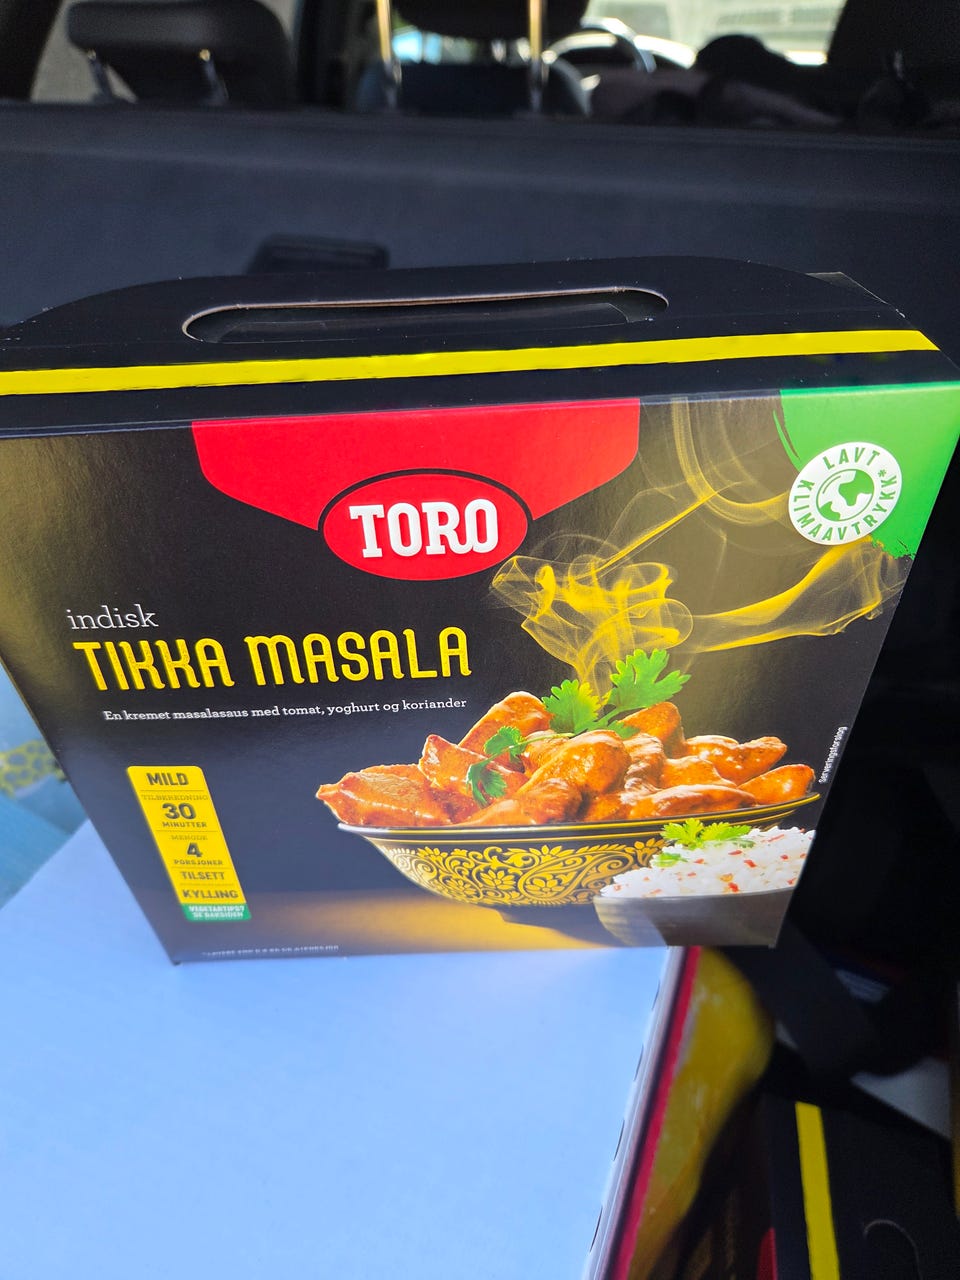 TORO
LAVT
KLIMAAVTRYKK*
indisk
TIKKA MASALA
En kremet masalasaus med tomat, yoghurt og koriander
MILD
TILBEREDNING
30
MINUTTER
MENGDE
4
PORSJONER
TILSETT
KYLLING
VEGETARTIPS?
SE BAKSIDEN
serveringsforslag